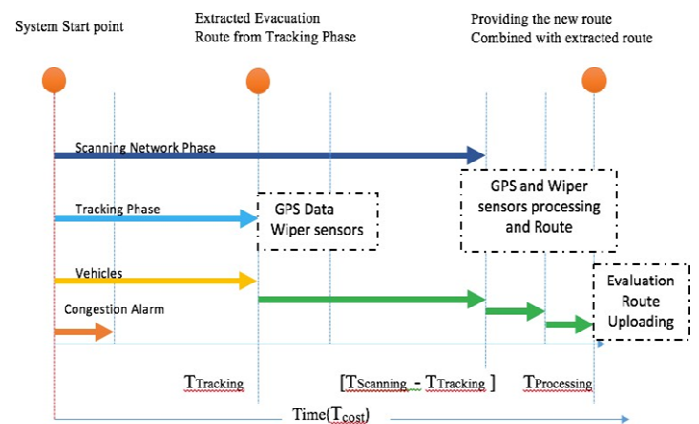 System Start point
Extracted Evacuation
Route from Tracking Phase
Providing the new route
Combined with extracted route
Scanning Network Phase
GPS and Wiper
sensors processing
and Route
Tracking Phase
GPS Data
Wiper sensors
Vehicles
Congestion Alarm
Evaluation
Route
Uploading
TTracking
[TScanning - TTracking ]
TProcessing
Time(Tcost)